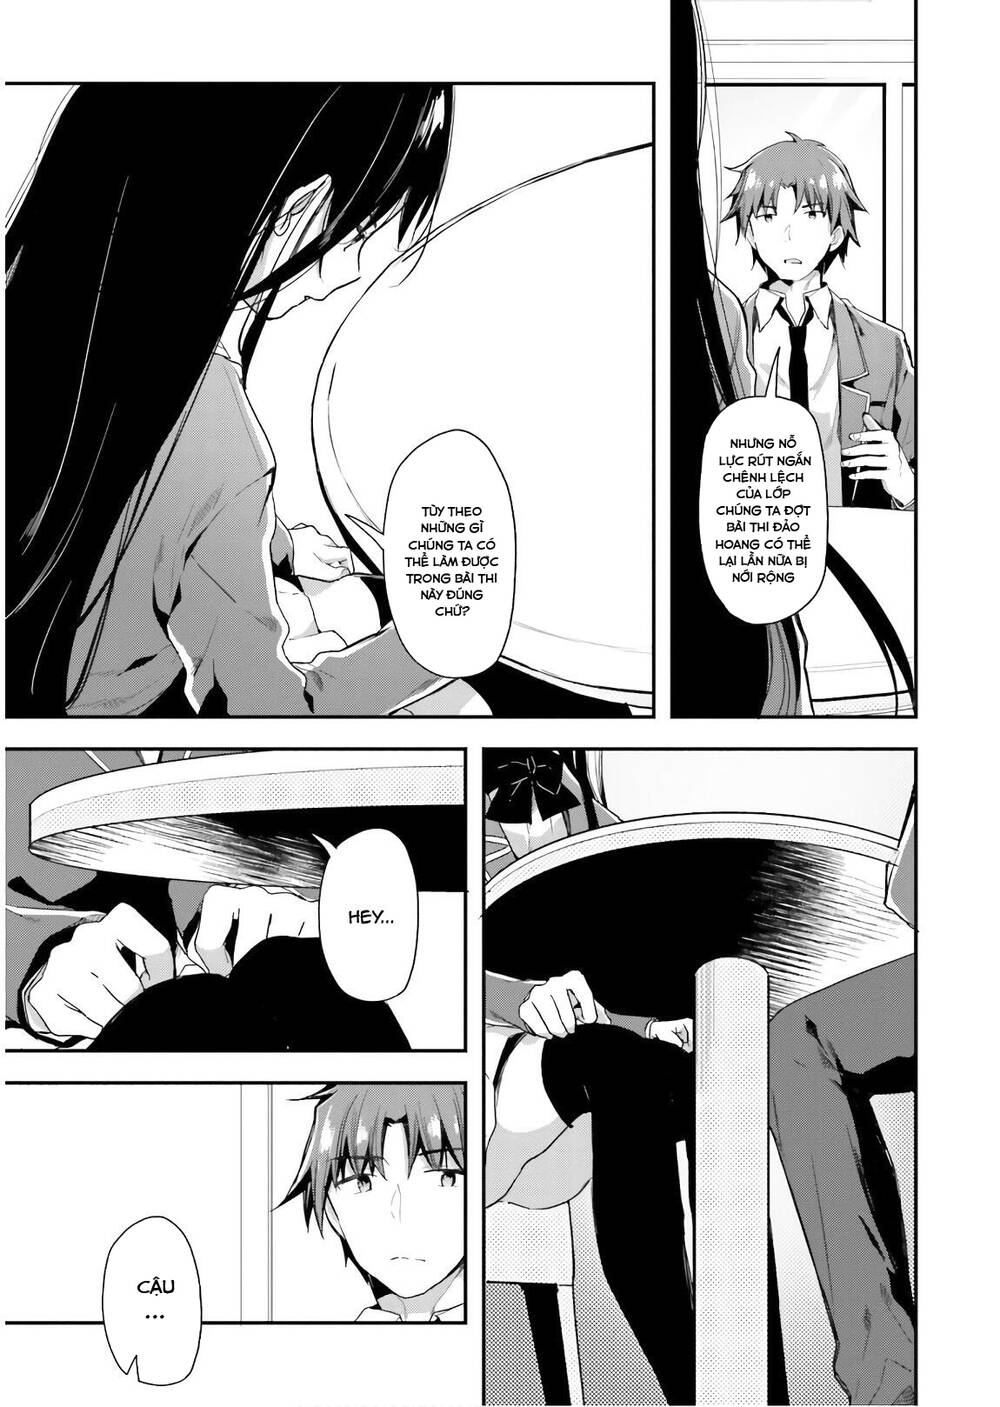 NHƯNG NỖ
LỰC RÚT NGẮN
CHÊNH LỆCH
CỦA LỚP
CHÚNG TA ĐỢT
BÀI THI ĐẢO
HOANG CÓ THỂ
LẠI LẦN NỮA BỊ
NỚI RỘNG
TÙY THEO
NHỮNG GÌ
CHÚNG TA CÓ
THỂ LÀM ĐƯỢC
TRONG BÀI THI
NÀY ĐÚNG
CHỨ?
HEY...
CẬU
...